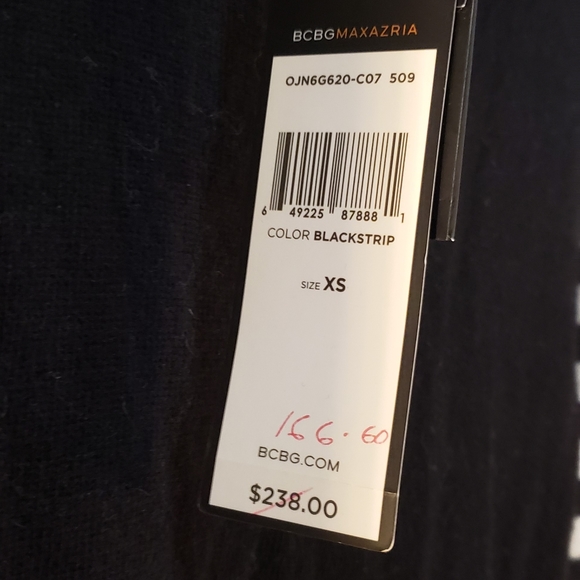 BCBGMAXAZRIA
OJN6G620-C07 509
6 49225 87888 1
COLOR BLACKSTRIP
SIZE XS
166.60
BCBG.COM
$238.00